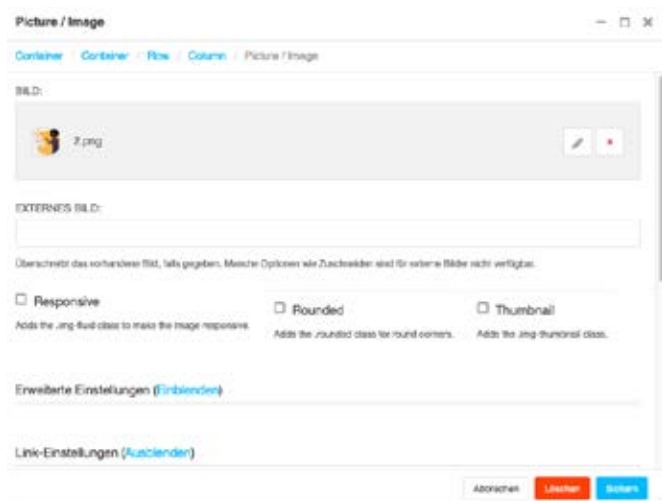 Picture / Image
Container / Container / Row / Column / Picture / Image
BILD:
2.png
EXTERNES BILD:
Überschreibt das vorhandene Bild, falls gegeben. Manche Optionen wie Zuschneiden sind für externe Bilder nicht verfügbar.
Responsive
Adds the .img-fluid class to make the image responsive.
Rounded
Adds the .rounded class for round corners.
Thumbnail
Adds the .img-thumbnail class.
Erweiterte Einstellungen (Einblenden)
Link-Einstellungen (Ausblenden)
Abbrechen Löschen Sichern